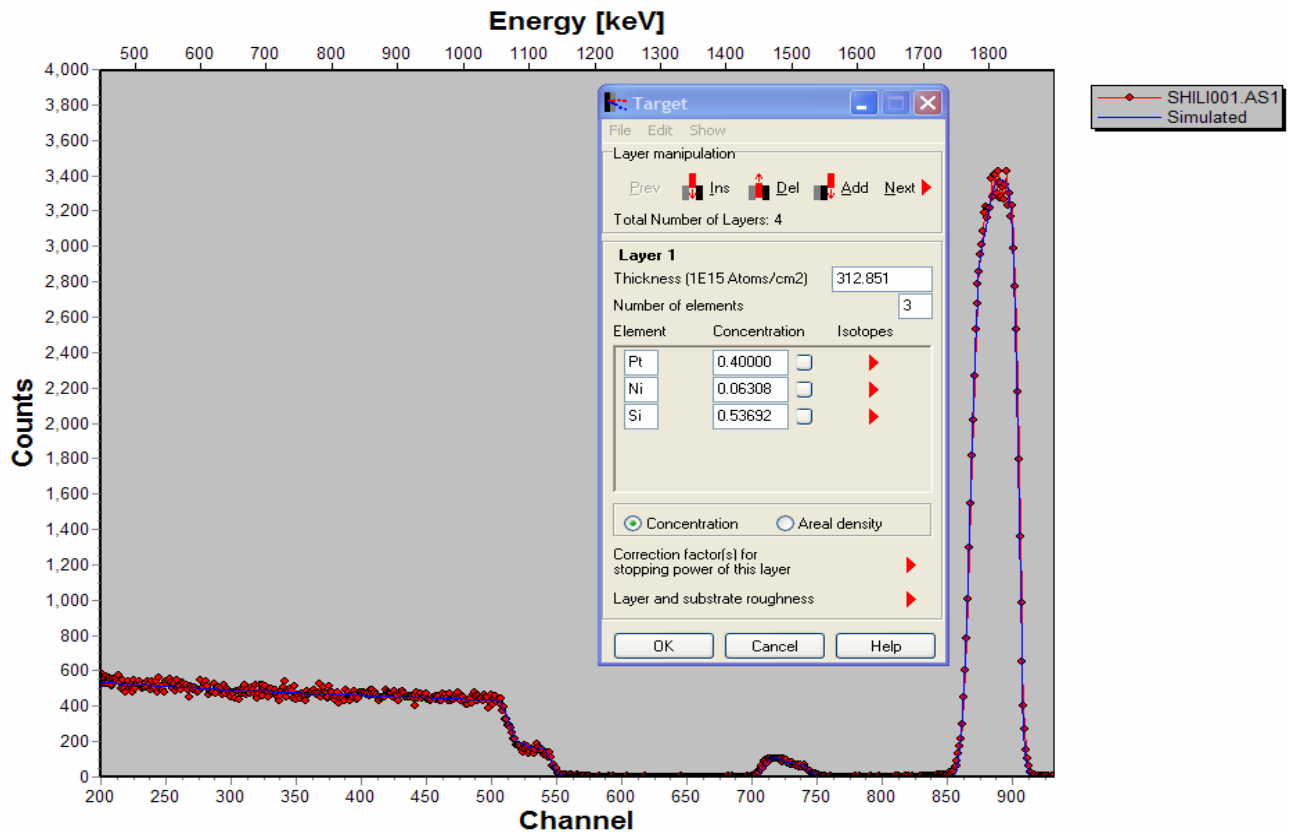 Energy [keV]
500 600 700 800 900 1000 1100 1200 1300 1400 1500 1600 1700 1800
4,000
3,800
3,600
3,400
3,200
3,000
2,800
2,600
2,400
2,200
2,000
1,800
1,600
1,400
1,200
1,000
800
600
400
200
0
Counts
200 250 300 350 400 450 500 550 600 650 700 750 800 850 900
Channel
SHILI001.AS1
Simulated
Target
File Edit Show
Layer manipulation
Prev Ins Del Add Next
Total Number of Layers: 4
Layer 1
Thickness (1E15 Atoms/cm2) 312.851
Number of elements 3
Element Concentration Isotopes
Pt 0.40000
Ni 0.06308
Si 0.53692
Concentration Areal density
Correction factor(s) for
stopping power of this layer
Layer and substrate roughness
OK Cancel Help